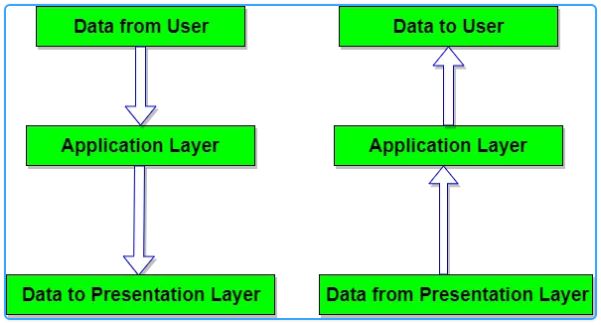 Data from User
Application Layer
Data to Presentation Layer
Data to User
Application Layer
Data from Presentation Layer